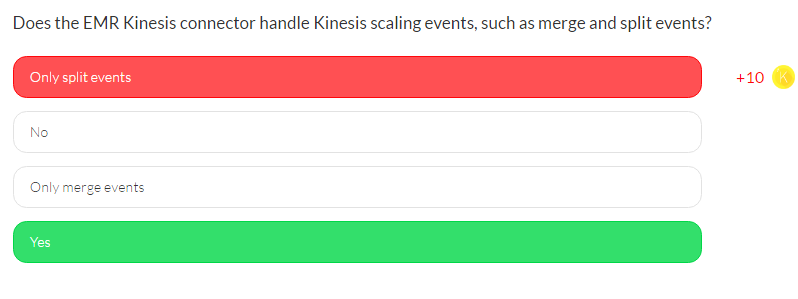 Does the EMR Kinesis connector handle Kinesis scaling events, such as merge and split events?
Only split events
+10 K
No
Only merge events
Yes